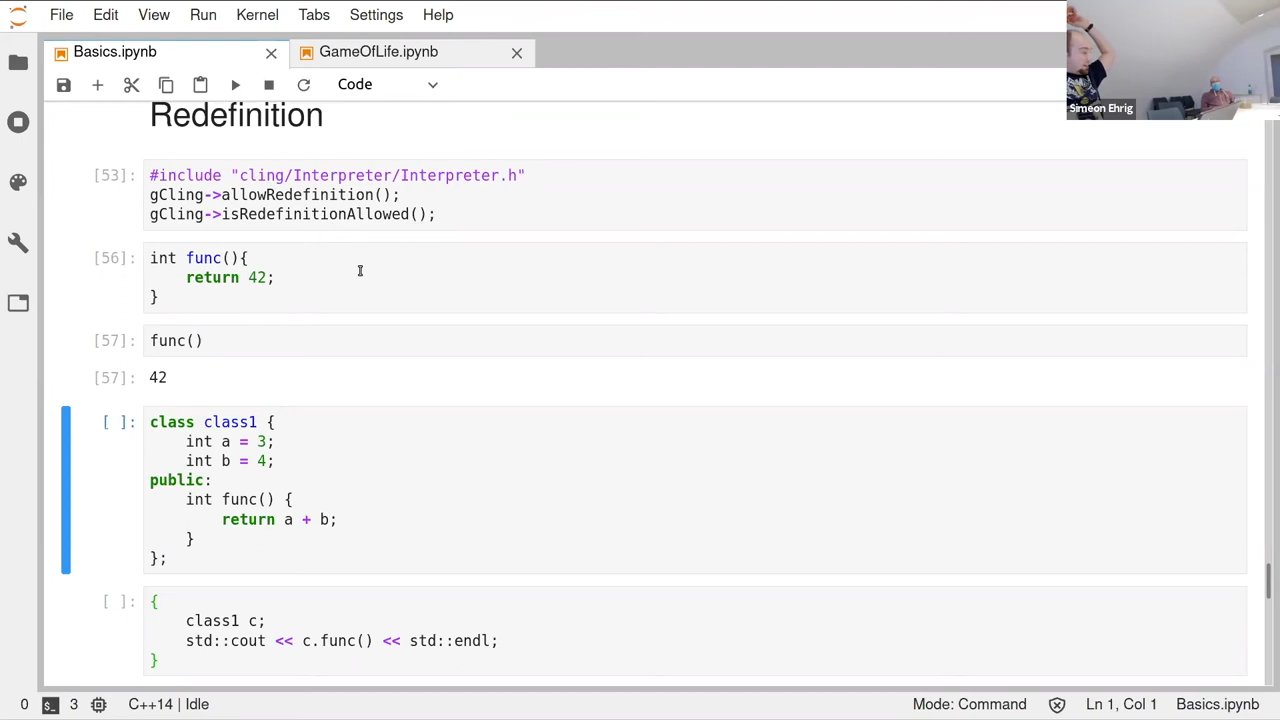 File Edit View Run Kernel Tabs Settings Help
Basics.ipynb
GameOfLife.ipynb
Code
Simeon Ehrig
Redefinition
[53]: #include "cling/Interpreter/Interpreter.h"
gCling->allowRedefinition();
gCling->isRedefinitionAllowed();
[56]: int func(){
return 42;
}
[57]: func()
[57]: 42
[ ]: class class1 {
int a = 3;
int b = 4;
public:
int func() {
return a + b;
}
};
[ ]: {
class1 c;
std::cout << c.func() << std::endl;
}
0 $_ 3 C++14 | Idle Mode: Command Ln 1, Col 1 Basics.ipynb